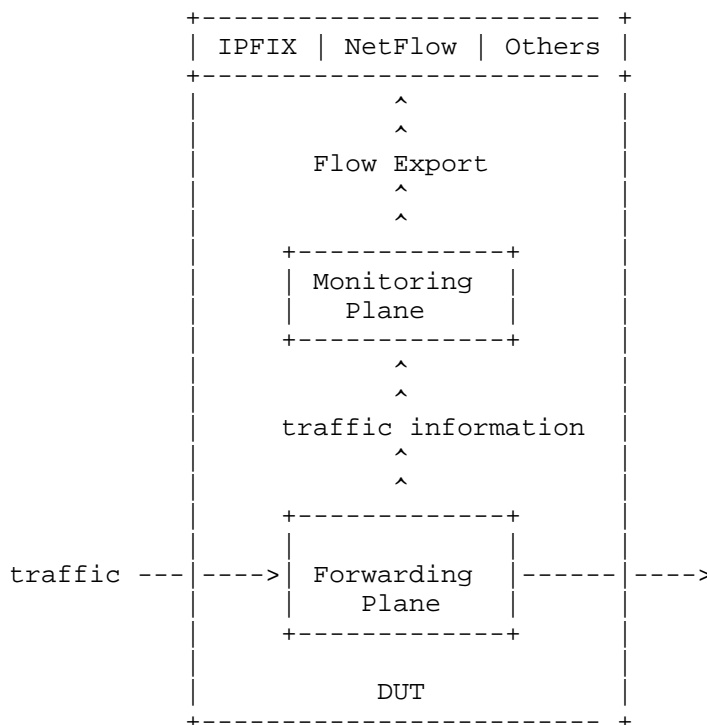 IPFIX | NetFlow | Others
Flow Export
Monitoring
Plane
traffic information
traffic
Forwarding
Plane
DUT